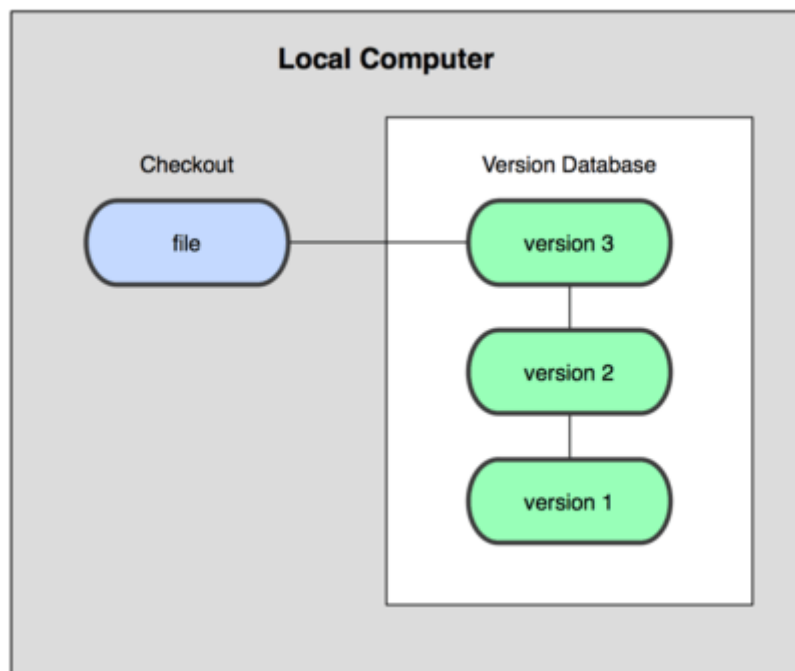 Local Computer
Checkout
Version Database
file
version 3
version 2
version 1